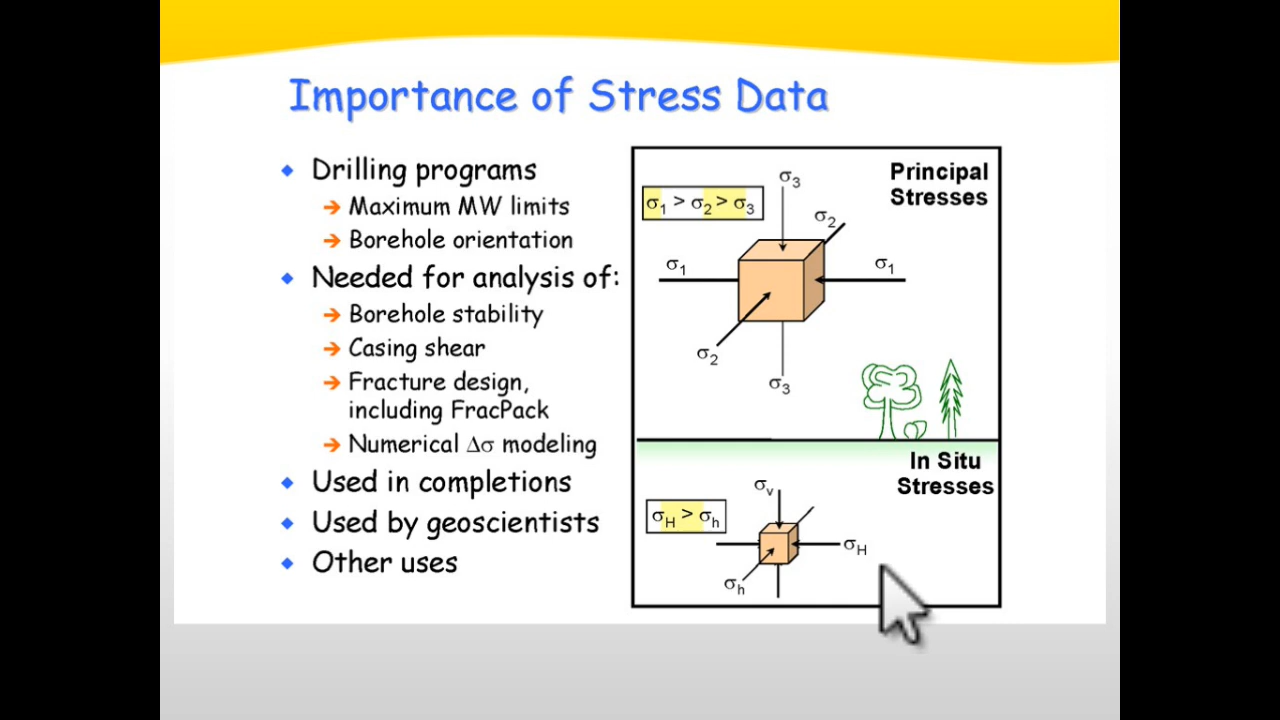 Importance of Stress Data
Drilling programs
Maximum MW limits
Borehole orientation
Needed for analysis of:
Borehole stability
Casing shear
Fracture design,
including FracPack
Numerical Δσ modeling
Used in completions
Used by geoscientists
Other uses
Principal
Stresses
σ3
σ1 > σ2 > σ3
σ2
σ1
σ1
σ2
σ3
In Situ
Stresses
σv
σH > σh
σH
σh